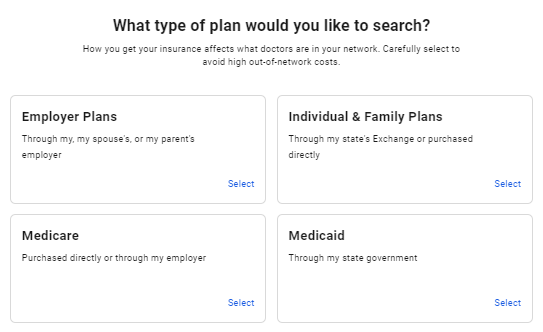 What type of plan would you like to search?
How you get your insurance affects what doctors are in your network. Carefully select to
avoid high out-of-network costs.
Employer Plans
Through my, my spouse's, or my parent's
employer
Select
Individual & Family Plans
Through my state's Exchange or purchased
directly
Select
Medicare
Purchased directly or through my employer
Select
Medicaid
Through my state government
Select